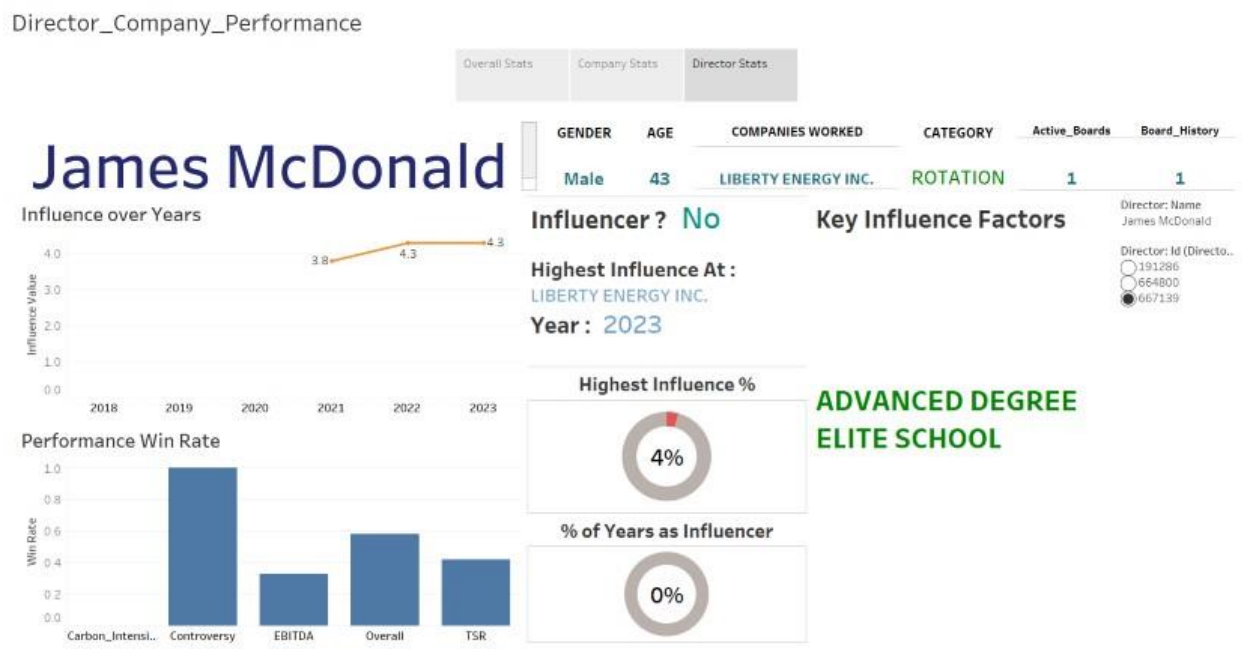 Director_Company_Performance
Overall Stats Company Stats Director Stats
James McDonald
GENDER AGE COMPANIES WORKED CATEGORY Active_Boards Board_History
Male 43 LIBERTY ENERGY INC. ROTATION 1 1
Influence over Years
Influence Value
4.0
3.0
2.0
1.0
0.0
3.8 4.3 4.3
2018 2019 2020 2021 2022 2023
Performance Win Rate
Win Rate
1.0
0.8
0.6
0.4
0.2
0.0
Carbon_Intensi.. Controversy EBITDA Overall TSR
Influencer ? No
Highest Influence At :
LIBERTY ENERGY INC.
Year : 2023
Highest Influence %
4%
% of Years as Influencer
0%
Key Influence Factors
ADVANCED DEGREE
ELITE SCHOOL
Director: Name
James McDonald
Director: Id (Directo..
191286
664800
667139